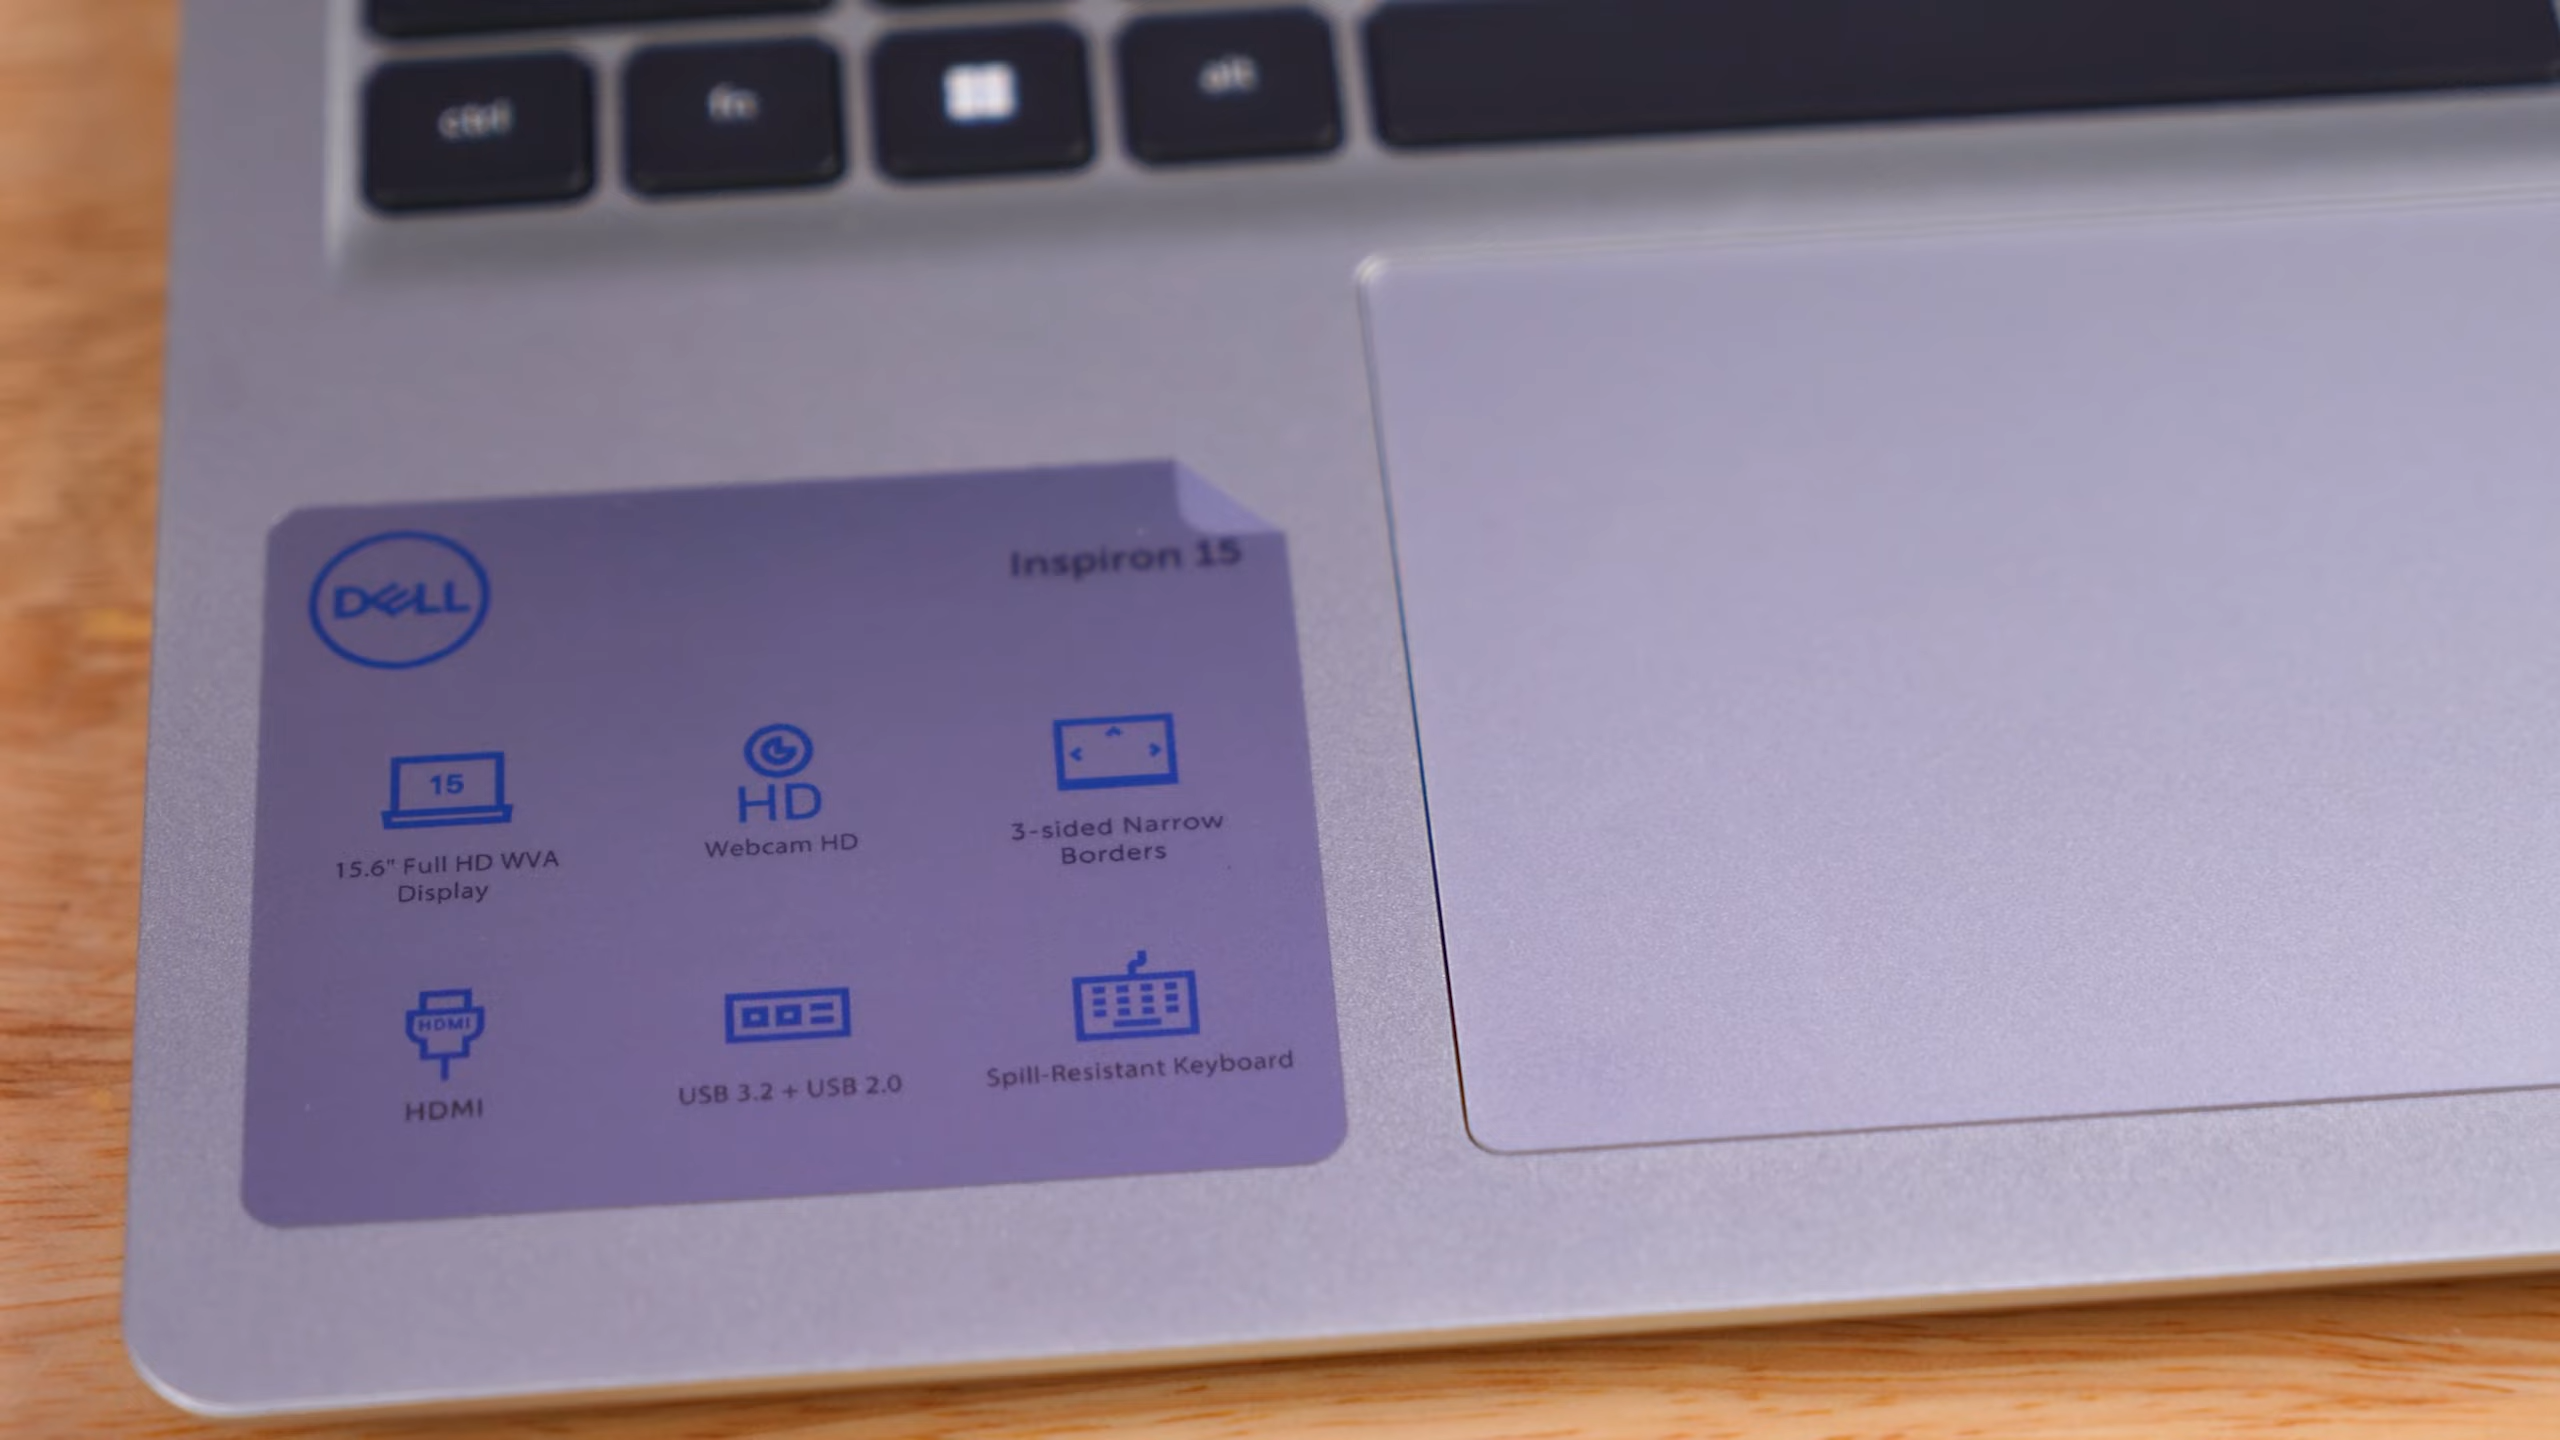 ctrl fn alt
DELL
Inspiron 15
15
HD
15.6" Full HD WVA
Display
Webcam HD
3-sided Narrow
Borders
HDMI
HDMI
USB 3.2 + USB 2.0
Spill-Resistant Keyboard